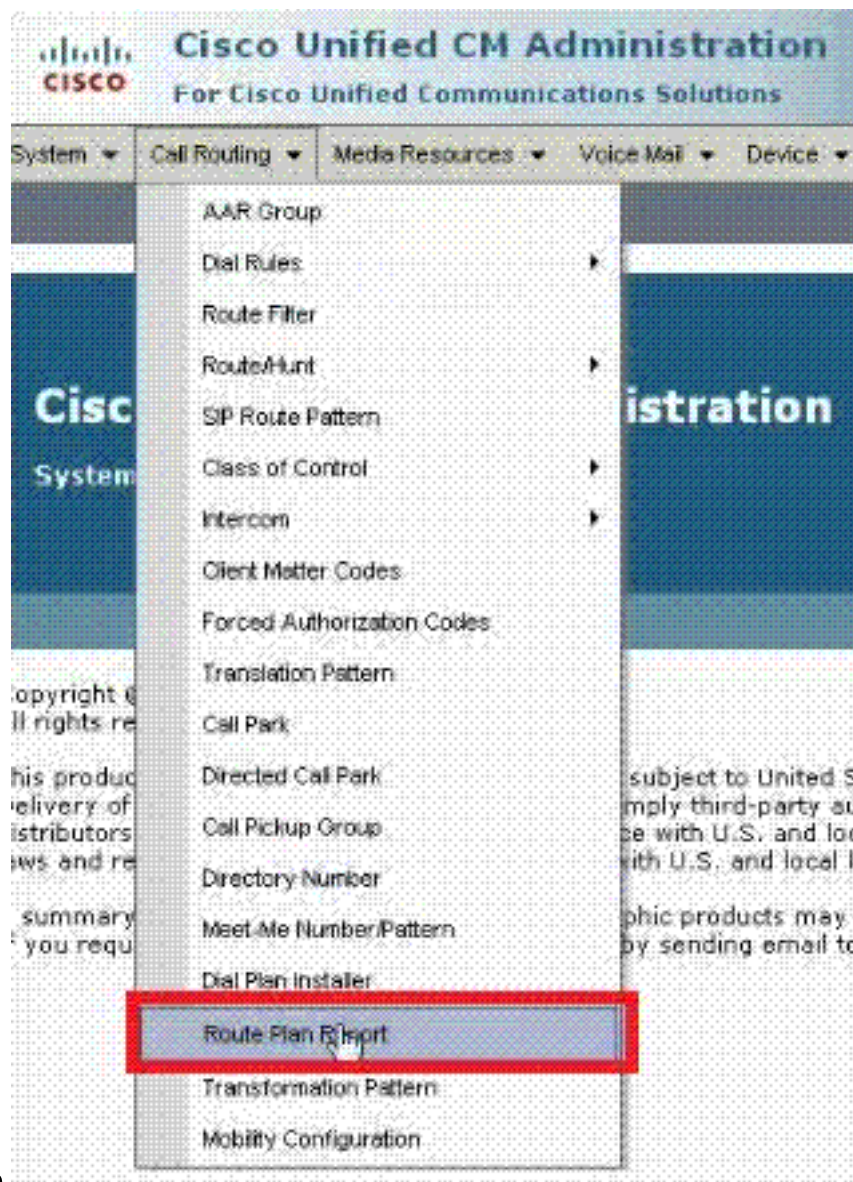 CISCO
Cisco Unified CM Administration
For Cisco Unified Communications Solutions
System
Call Routing
Media Resources
Voice Mail
Device
AAR Group
Dial Rules
Route Filter
Route/Hunt
SIP Route Pattern
Class of Control
Intercom
Client Matter Codes
Forced Authorization Codes
Translation Pattern
Call Park
Directed Call Park
Call Pickup Group
Directory Number
Meet-Me Number/Pattern
Dial Plan Installer
Route Plan Report
Transformation Pattern
Mobility Configuration
Cisc
istration
System
opyright
ll rights re
his produc
subject to United S
elivery of
mply third-party au
istributors
ce with U.S. and loc
aws and re
ith U.S. and local l
summary
phic products may
you requ
by sending email to